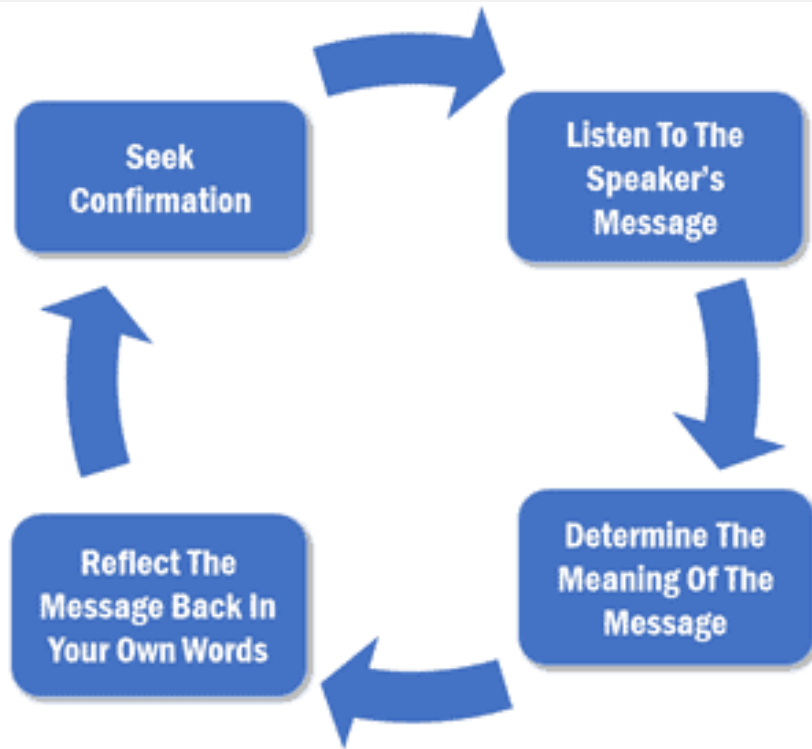 Seek
Confirmation
Listen To The
Speaker's
Message
Determine The
Meaning Of The
Message
Reflect The
Message Back In
Your Own Words